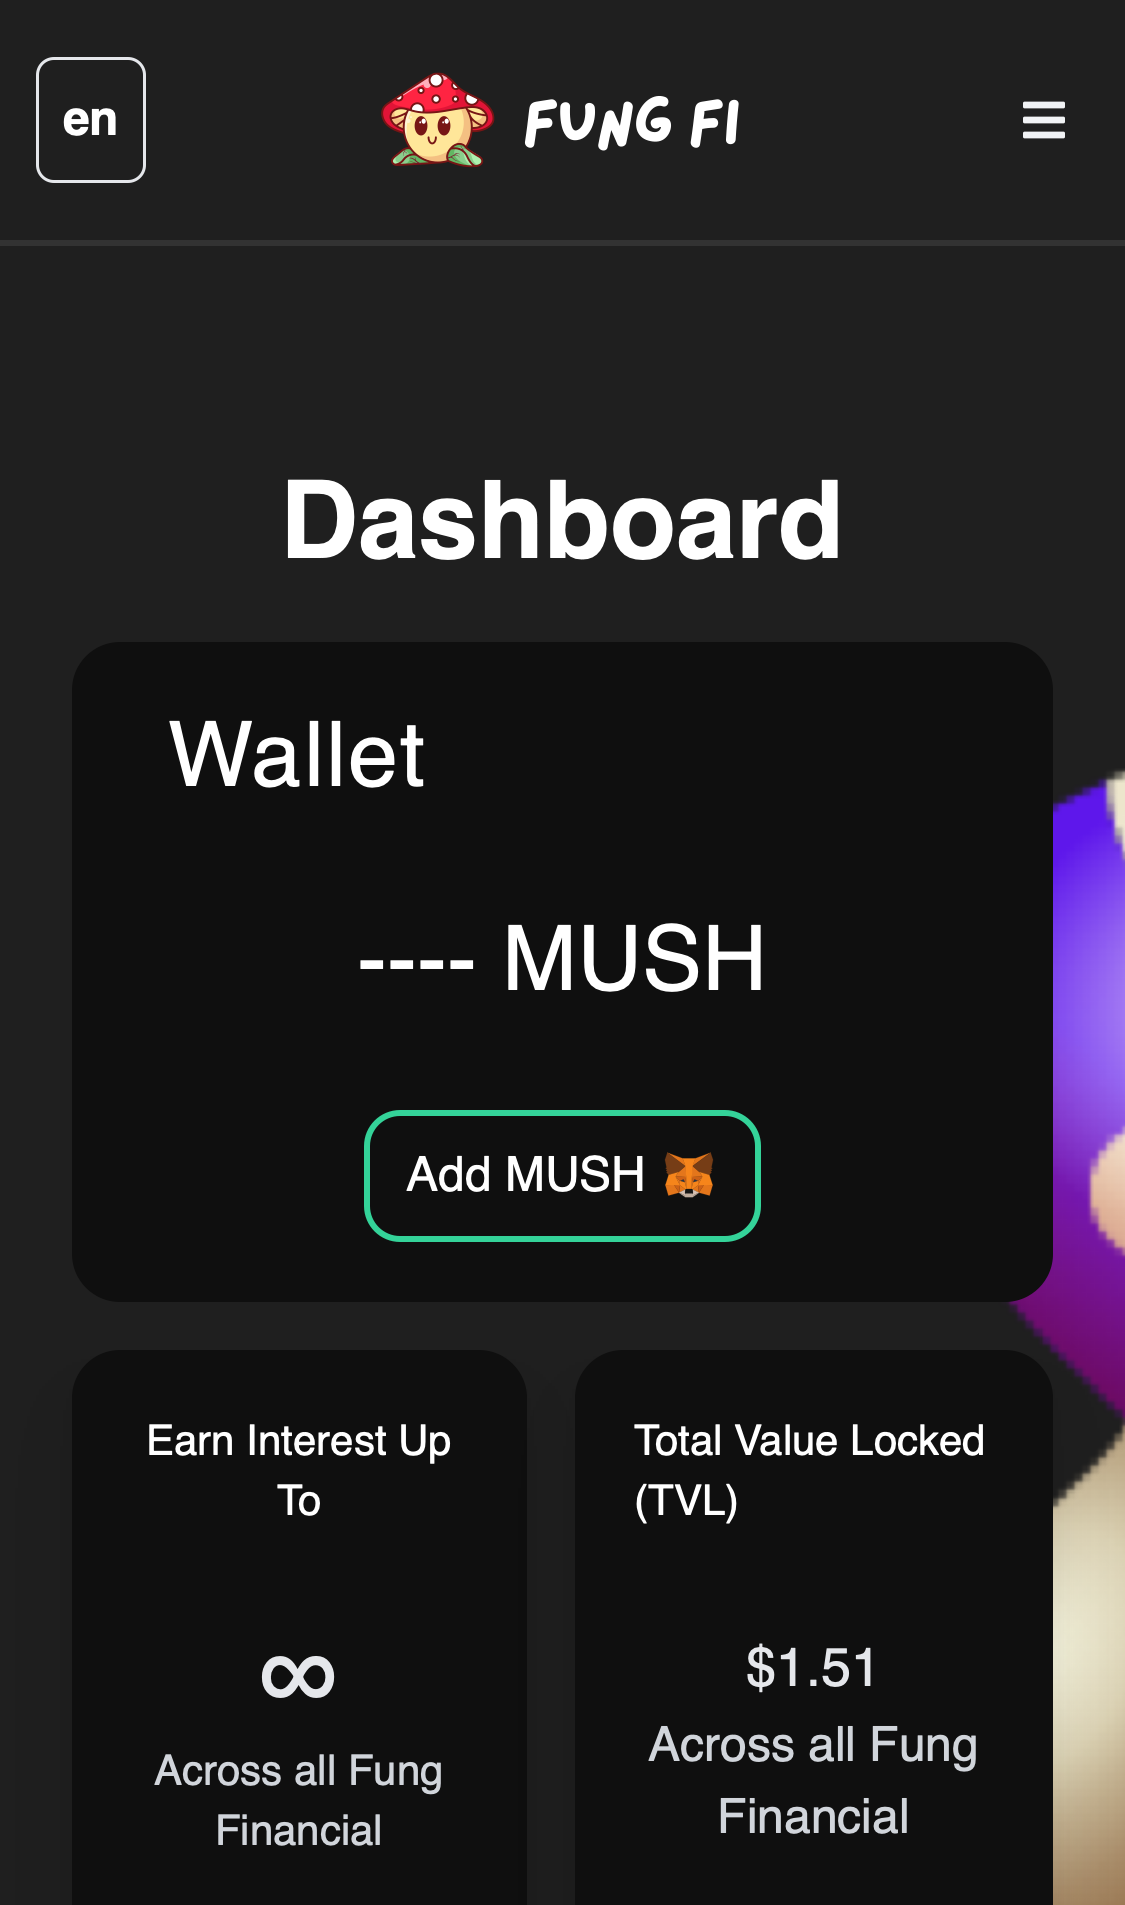 en
FUNG FI
Dashboard
Wallet
---- MUSH
Add MUSH
Earn Interest Up
To
∞
Across all Fung
Financial
Total Value Locked
(TVL)
$1.51
Across all Fung
Financial